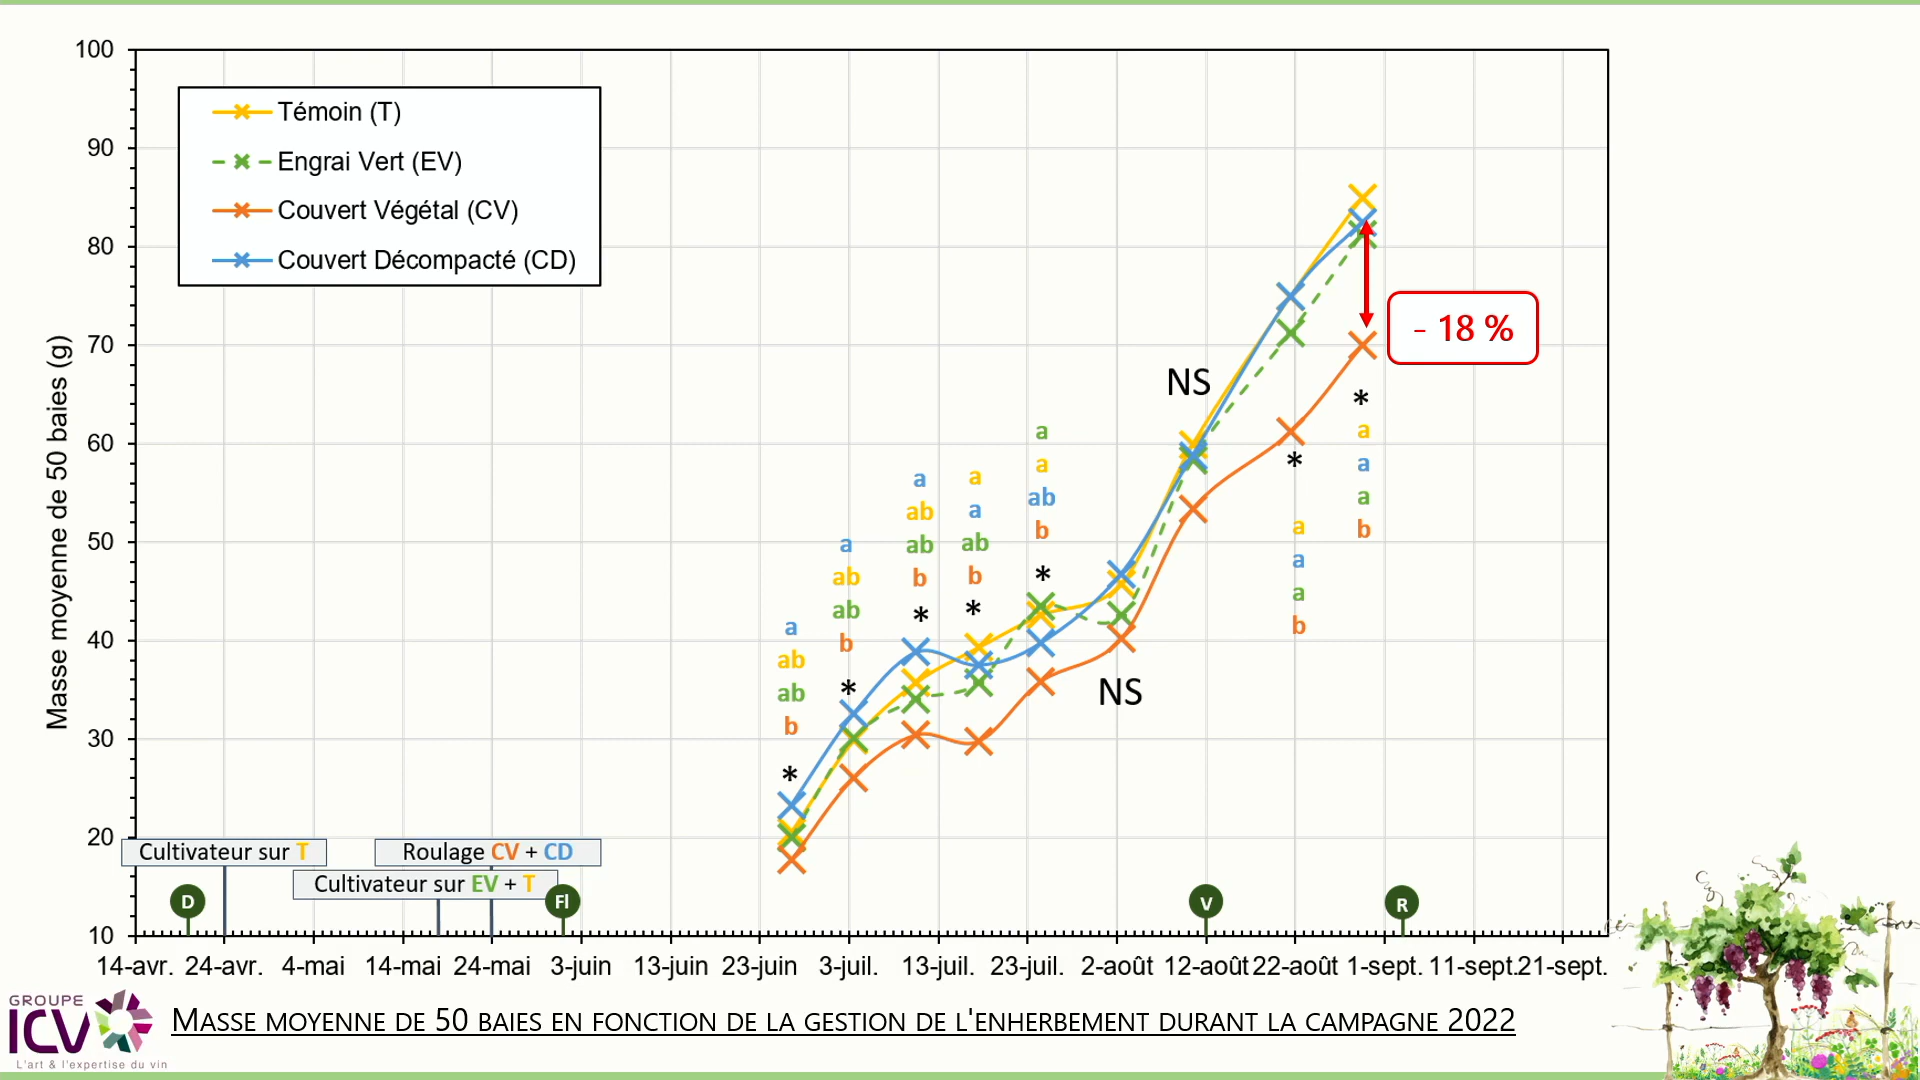 100
90
80
70
60
50
40
30
20
10
Masse moyenne de 50 baies (g)
Témoin (T)
Engrai Vert (EV)
Couvert Végétal (CV)
Couvert Décompacté (CD)
a
ab
ab
b
*
a
ab
ab
b
*
a
ab
ab
b
*
a
a
ab
b
*
a
a
ab
b
*
NS
NS
*
a
a
a
b
- 18 %
*
a
a
a
b
Cultivateur sur T
Roulage CV + CD
Cultivateur sur EV + T
D
Fl
V
R
14-avr. 24-avr. 4-mai 14-mai 24-mai 3-juin 13-juin 23-juin 3-juil. 13-juil. 23-juil. 2-août 12-août 22-août 1-sept. 11-sept. 21-sept.
GROUPE
ICV
L'art & l'expertise du vin
MASSE MOYENNE DE 50 BAIES EN FONCTION DE LA GESTION DE L'ENHERBEMENT DURANT LA CAMPAGNE 2022